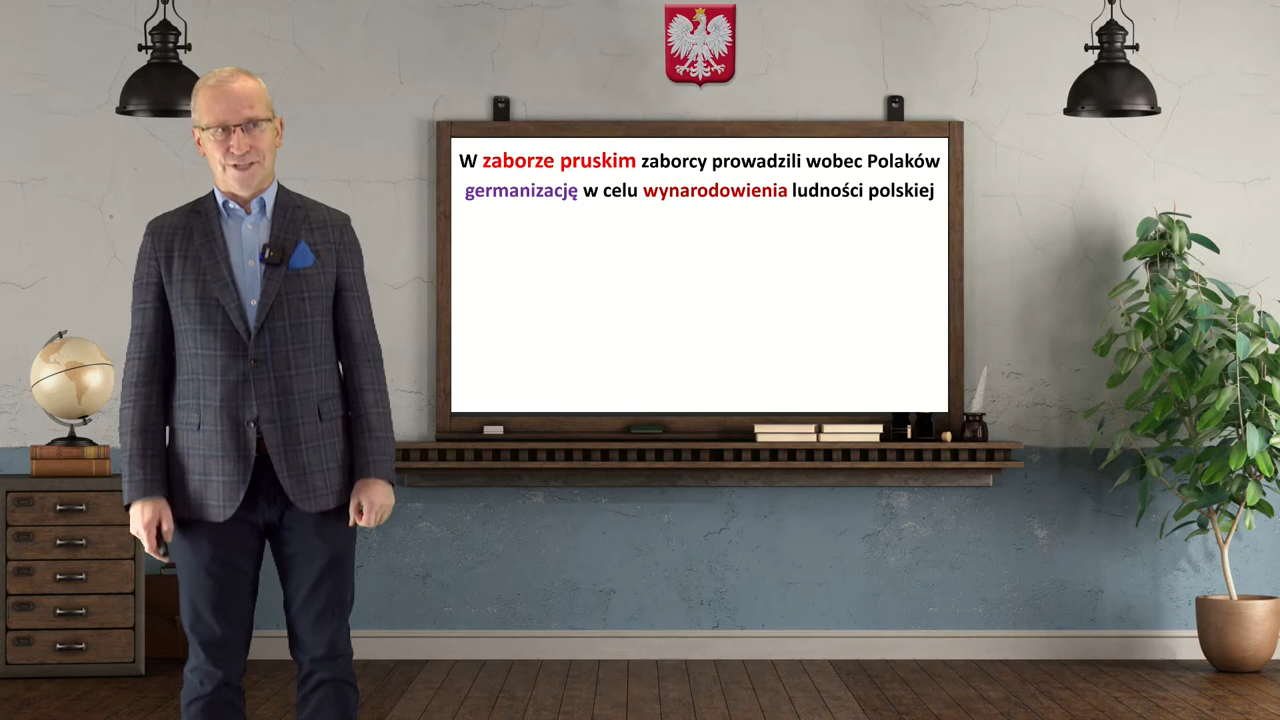 W zaborze pruskim zaborcy prowadzili wobec Polaków
germanizację w celu wynarodowienia ludności polskiej